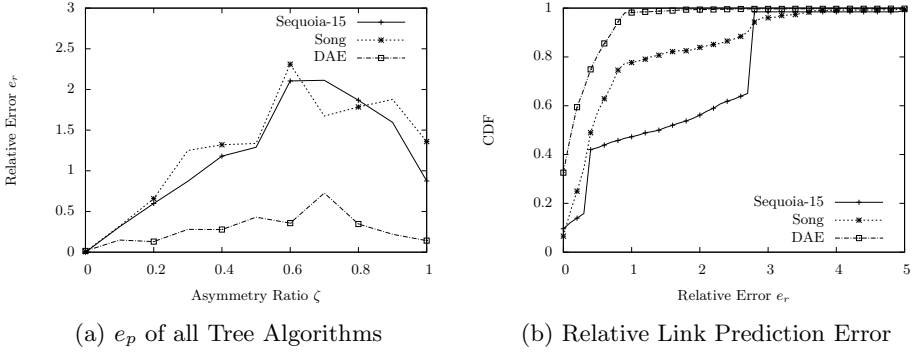 Relative Error e_r
3
2.5
2
1.5
1
0.5
0
0 0.2 0.4 0.6 0.8 1
Asymmetry Ratio ζ
Sequoia-15
Song
DAE
(a) e_p of all Tree Algorithms
CDF
1
0.8
0.6
0.4
0.2
0
0 1 2 3 4 5
Relative Error e_r
Sequoia-15
Song
DAE
(b) Relative Link Prediction Error